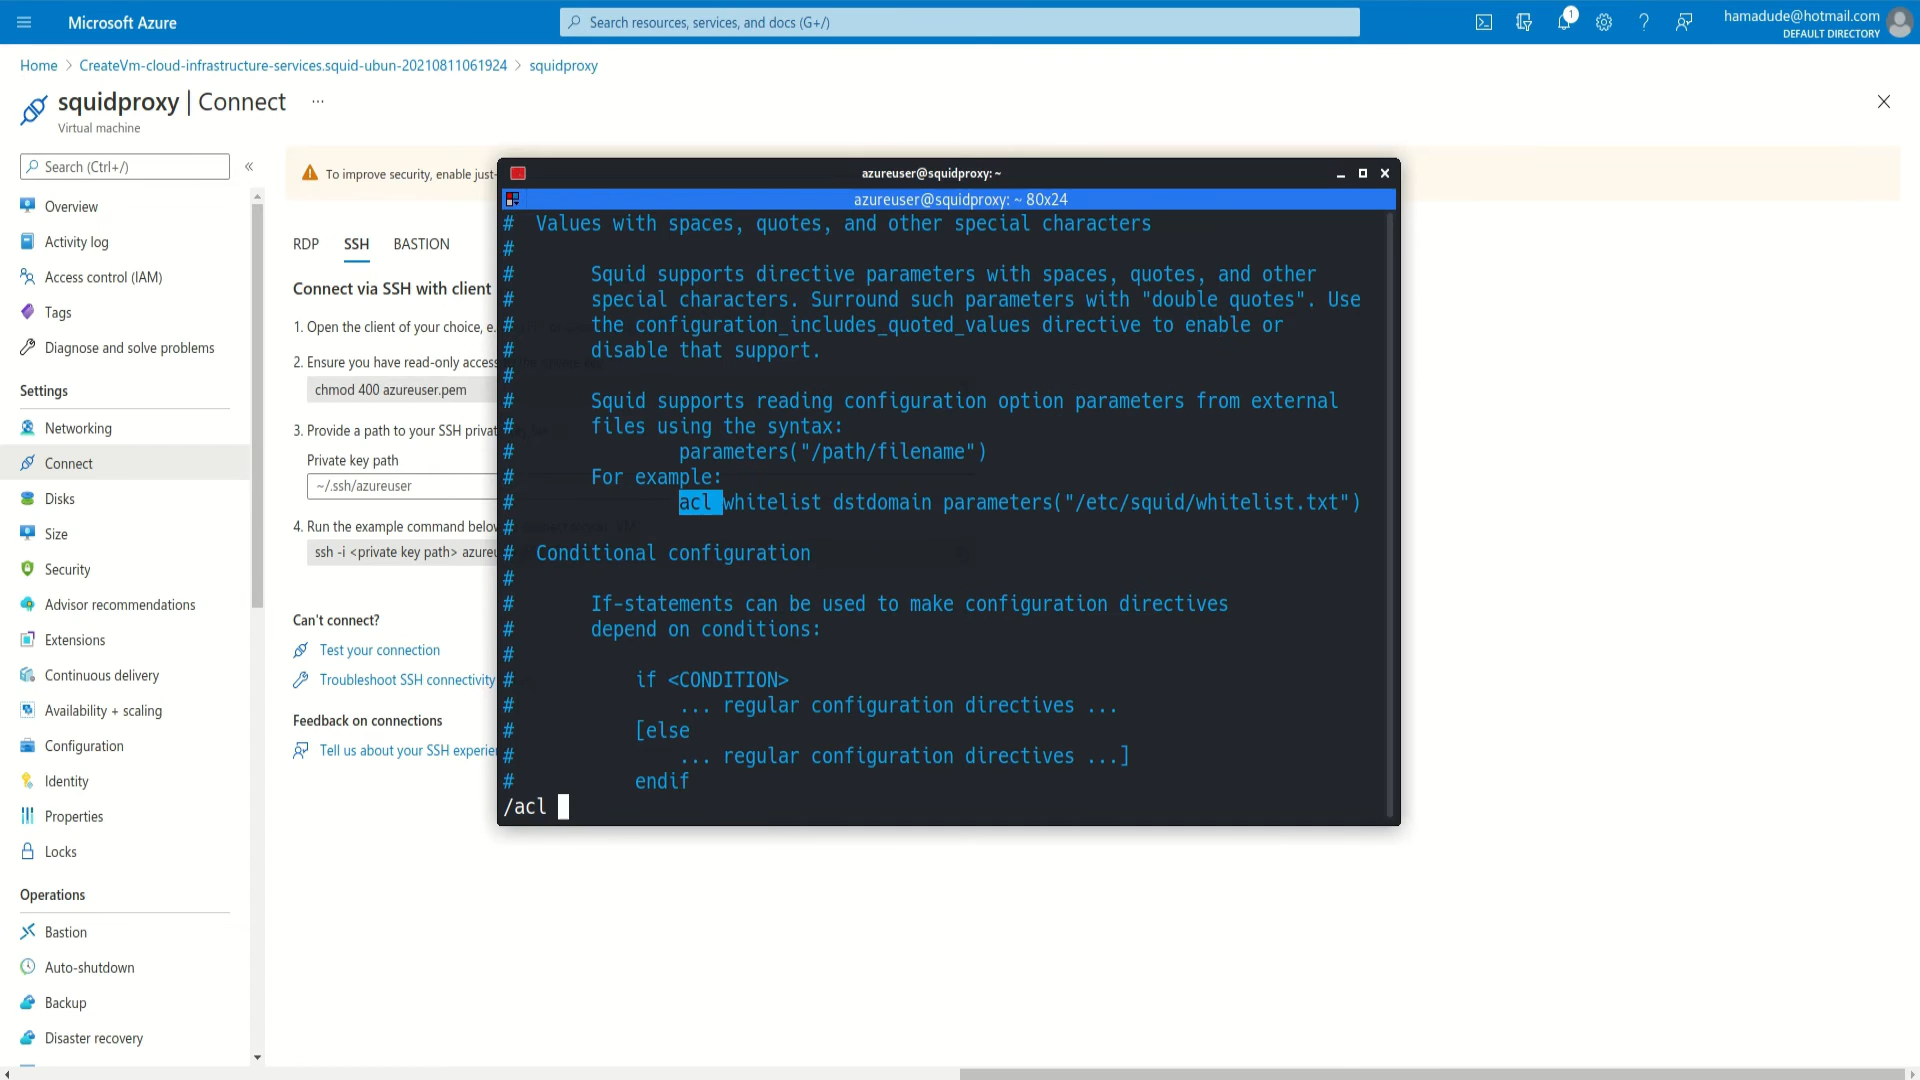 Microsoft Azure
Search resources, services, and docs (G+/)
1
hamadude@hotmail.com
DEFAULT DIRECTORY
Home > CreateVm-cloud-infrastructure-services.squid-ubun-20210811061924 > squidproxy
squidproxy | Connect ...
Virtual machine
Search (Ctrl+/)
«
Overview
Activity log
Access control (IAM)
Tags
Diagnose and solve problems
Settings
Networking
Connect
Disks
Size
Security
Advisor recommendations
Extensions
Continuous delivery
Availability + scaling
Configuration
Identity
Properties
Locks
Operations
Bastion
Auto-shutdown
Backup
Disaster recovery
To improve security, enable just-
RDP SSH BASTION
Connect via SSH with client
1. Open the client of your choice, e.
2. Ensure you have read-only access
chmod 400 azureuser.pem
3. Provide a path to your SSH privat
Private key path
~/.ssh/azureuser
4. Run the example command below
ssh -i <private key path> azureu
Can't connect?
Test your connection
Troubleshoot SSH connectivity
Feedback on connections
Tell us about your SSH experie
azureuser@squidproxy: ~
azureuser@squidproxy: ~ 80x24
# Values with spaces, quotes, and other special characters
#
# Squid supports directive parameters with spaces, quotes, and other
# special characters. Surround such parameters with "double quotes". Use
# the configuration_includes_quoted_values directive to enable or
# disable that support.
#
# Squid supports reading configuration option parameters from external
# files using the syntax:
# parameters("/path/filename")
# For example:
# acl whitelist dstdomain parameters("/etc/squid/whitelist.txt")
#
# Conditional configuration
#
# If-statements can be used to make configuration directives
# depend on conditions:
#
# if <CONDITION>
# ... regular configuration directives ...
# [else
# ... regular configuration directives ...]
# endif
/acl